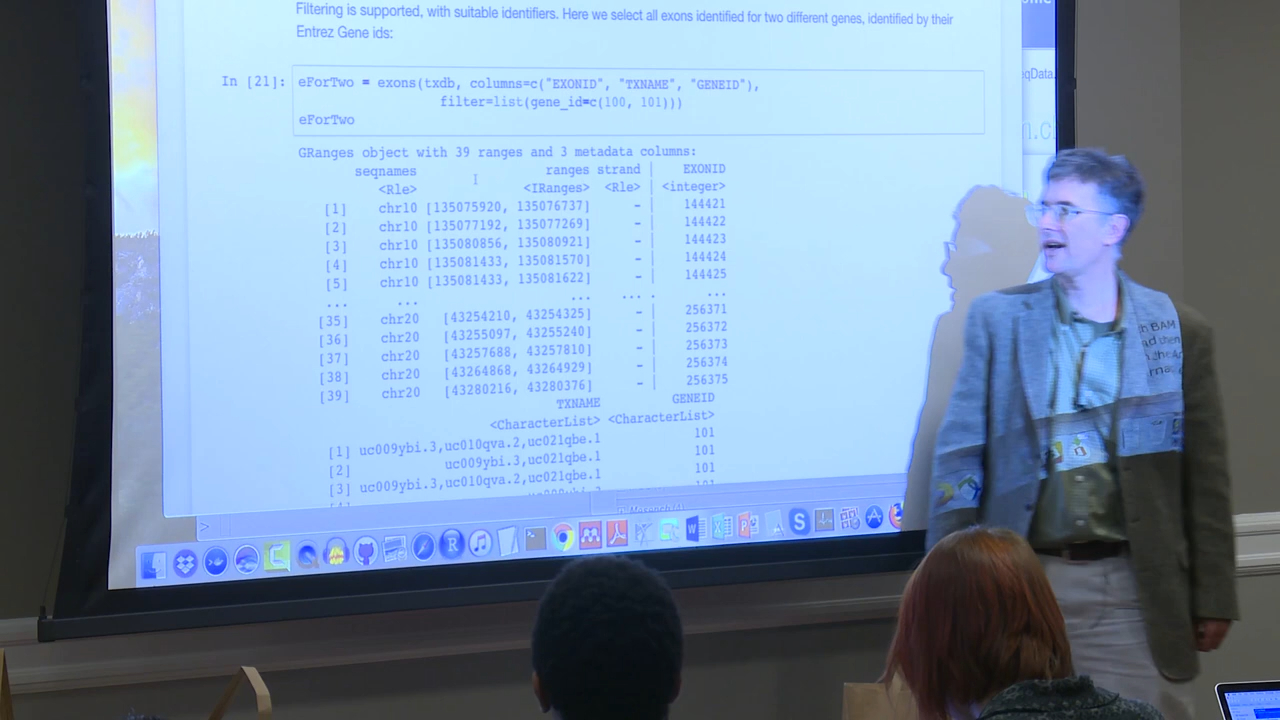 Filtering is supported, with suitable identifiers. Here we select all exons identified for two different genes, identified by their
Entrez Gene ids:
In [21]: eForTwo = exons(txdb, columns=c("EXONID", "TXNAME", "GENEID"),
filter=list(gene_id=c(100, 101)))
eForTwo
GRanges object with 39 ranges and 3 metadata columns:
seqnames ranges strand | EXONID
<Rle> <IRanges> <Rle> | <integer>
[1] chr10 [135075920, 135076737] - | 144421
[2] chr10 [135077192, 135077269] - | 144422
[3] chr10 [135080856, 135080921] - | 144423
[4] chr10 [135081433, 135081570] - | 144424
[5] chr10 [135081433, 135081622] - | 144425
... ... ... ... . ...
[35] chr20 [43254210, 43254325] - | 256371
[36] chr20 [43255097, 43255240] - | 256372
[37] chr20 [43257688, 43257810] - | 256373
[38] chr20 [43264868, 43264929] - | 256374
[39] chr20 [43280216, 43280376] - | 256375
TXNAME GENEID
<CharacterList> <CharacterList>
[1] uc009ybi.3,uc010qva.2,uc021qbe.1 101
[2] uc009ybi.3,uc021qbe.1 101
[3] uc009ybi.3,uc010qva.2,uc021qbe.1 101
qData.
BAM